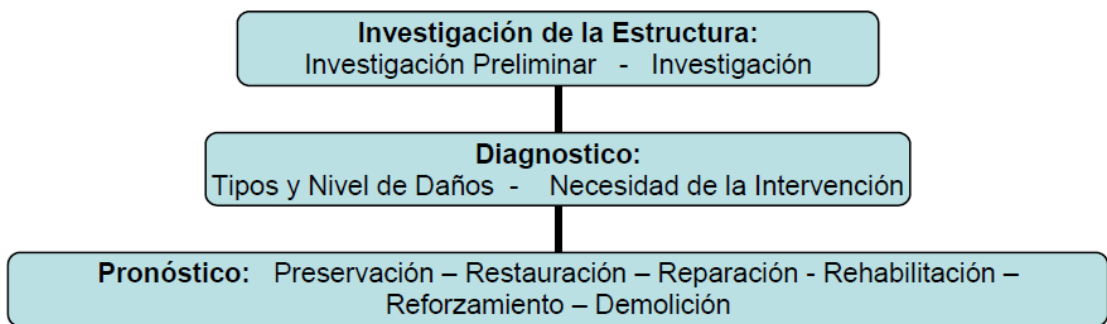 Investigación de la Estructura:
Investigación Preliminar - Investigación
Diagnostico:
Tipos y Nivel de Daños - Necesidad de la Intervención
Pronóstico: Preservación – Restauración – Reparación - Rehabilitación –
Reforzamiento – Demolición